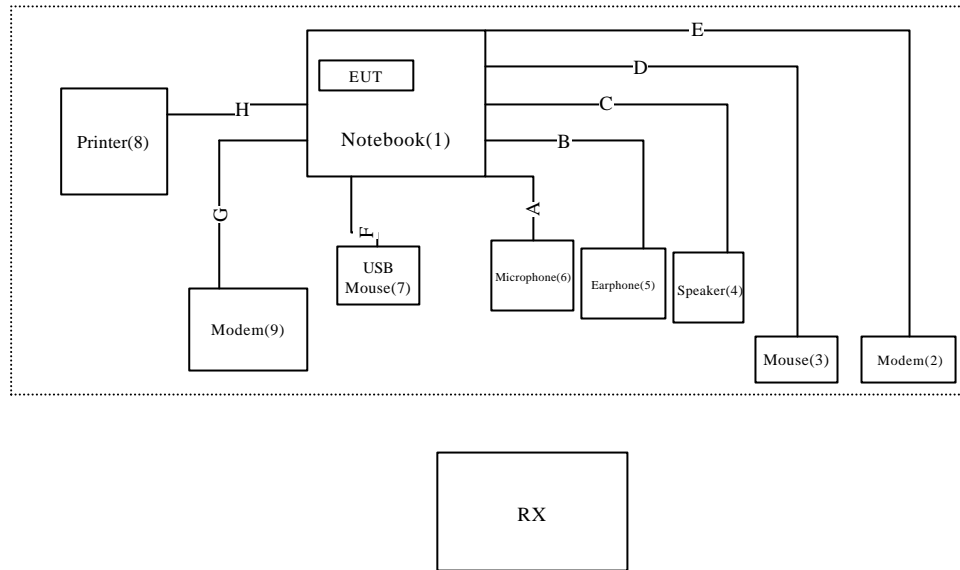 E
EUT
D
H
C
Printer(8)
Notebook(1)
B
G
A
F
USB
Mouse(7)
Microphone(6)
Earphone(5)
Speaker(4)
Modem(9)
Mouse(3)
Modem(2)
RX